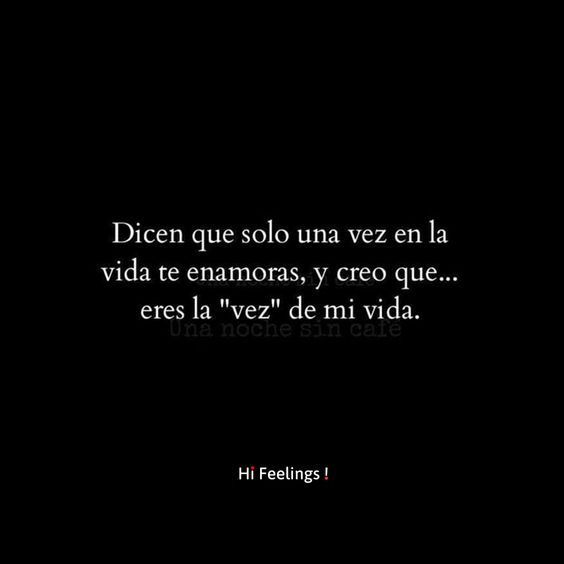 Dicen que solo una vez en la
vida te enamoras, y creo que...
eres la "vez" de mi vida.
Una noche sin café
Hi Feelings !